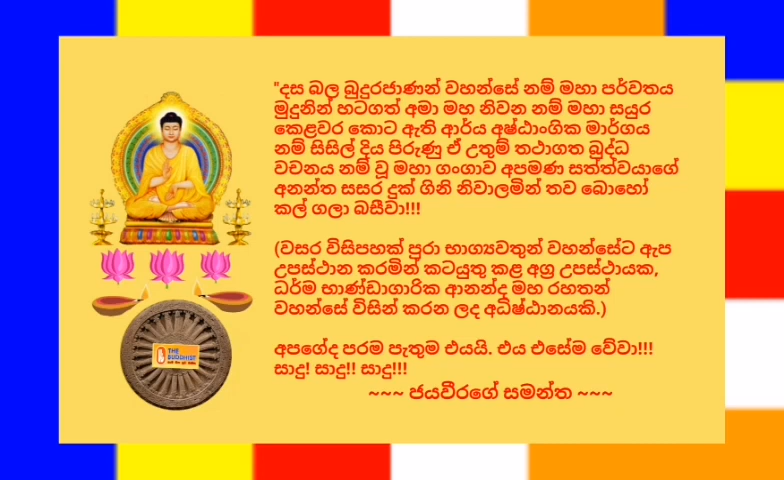 "දස බල බුදුරජාණන් වහන්සේ නම් මහා පර්වතය
මුදුනින් හටගත් අමා මහ නිවන නම් මහා සයුර
කෙළවර කොට ඇති ආර්ය අෂ්ඨාංගික මාර්ගය
නම් සිසිල් දිය පිරුණු ඒ උතුම් තථාගත බුද්ධ
වචනය නම් වූ මහා ගංගාව අපමණ සත්ත්වයාගේ
අනන්ත සසර දුක් ගිනි නිවාලමින් තව බොහෝ
කල් ගලා බසීවා!!!
(වසර විසිපහක් පුරා භාග්‍යවතුන් වහන්සේට ඇප
උපස්ථාන කරමින් කටයුතු කළ අග්‍ර උපස්ථායක,
ධර්ම භාණ්ඩාගාරික ආනන්ද මහ රහතන්
වහන්සේ විසින් කරන ලද අධිෂ්ඨානයකි.)
අපගේද පරම පැතුම එයයි. එය එසේම වේවා!!!
සාදු! සාදු!! සාදු!!!
~~~ ජයවීරගේ සමන්ත ~~~
THE
BUDDHIST